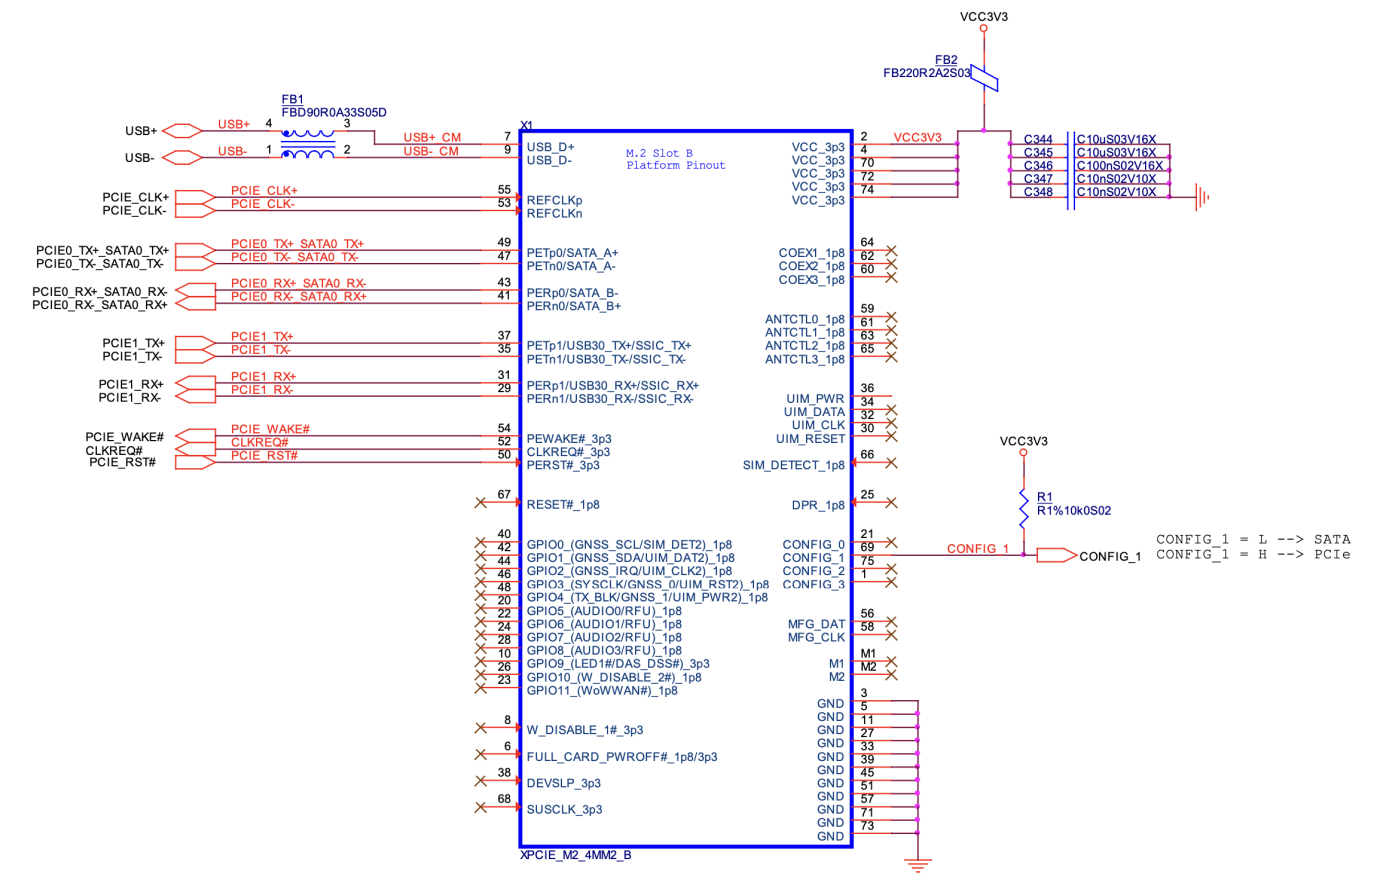 VCC3V3
FB2
FB220R2A2S03
FB1
FBD90R0A33S05D
USB+
USB+
4
3
USB+_CM
7
USB_D+
USB-
USB-
1
2
USB-_CM
9
USB_D-
X1
M.2 Slot B
Platform Pinout
PCIE_CLK+
PCIE_CLK+
55
REFCLKp
PCIE_CLK-
PCIE_CLK-
53
REFCLKn
PCIE0_TX+_SATA0_TX+
PCIE0_TX+_SATA0_TX+
49
PETp0/SATA_A+
PCIE0_TX-_SATA0_TX-
PCIE0_TX-_SATA0_TX-
47
PETn0/SATA_A-
PCIE0_RX+_SATA0_RX-
PCIE0_RX+_SATA0_RX-
43
PERp0/SATA_B-
PCIE0_RX-_SATA0_RX+
PCIE0_RX-_SATA0_RX+
41
PERn0/SATA_B+
PCIE1_TX+
PCIE1_TX+
37
PETp1/USB30_TX+/SSIC_TX+
PCIE1_TX-
PCIE1_TX-
35
PETn1/USB30_TX-/SSIC_TX-
PCIE1_RX+
PCIE1_RX+
31
PERp1/USB30_RX+/SSIC_RX+
PCIE1_RX-
PCIE1_RX-
29
PERn1/USB30_RX-/SSIC_RX-
PCIE_WAKE#
PCIE_WAKE#
54
PEWAKE#_3p3
CLKREQ#
CLKREQ#
52
CLKREQ#_3p3
PCIE_RST#
PCIE_RST#
50
PERST#_3p3
67
RESET#_1p8
40
GPIO0_(GNSS_SCL/SIM_DET2)_1p8
42
GPIO1_(GNSS_SDA/UIM_DAT2)_1p8
44
GPIO2_(GNSS_IRQ/UIM_CLK2)_1p8
46
GPIO3_(SYSCLK/GNSS_0/UIM_RST2)_1p8
48
GPIO4_(TX_BLK/GNSS_1/UIM_PWR2)_1p8
20
GPIO5_(AUDIO0/RFU)_1p8
22
GPIO6_(AUDIO1/RFU)_1p8
24
GPIO7_(AUDIO2/RFU)_1p8
28
GPIO8_(AUDIO3/RFU)_1p8
10
GPIO9_(LED1#/DAS_DSS#)_3p3
26
GPIO10_(W_DISABLE_2#)_1p8
23
GPIO11_(WoWWAN#)_1p8
8
W_DISABLE_1#_3p3
6
FULL_CARD_PWROFF#_1p8/3p3
38
DEVSLP_3p3
68
SUSCLK_3p3
XPCIE_M2_4MM2_B
VCC_3p3
2
VCC3V3
VCC_3p3
4
VCC_3p3
70
VCC_3p3
72
VCC_3p3
74
C344
C10uS03V16X
C345
C10uS03V16X
C346
C100nS02V16X
C347
C10nS02V10X
C348
C10nS02V10X
COEX1_1p8
64
COEX2_1p8
62
COEX3_1p8
60
ANTCTL0_1p8
59
ANTCTL1_1p8
61
ANTCTL2_1p8
63
ANTCTL3_1p8
65
UIM_PWR
36
UIM_DATA
34
UIM_CLK
32
UIM_RESET
30
SIM_DETECT_1p8
66
DPR_1p8
25
CONFIG_0
21
CONFIG_1
69
CONFIG_1
CONFIG_2
75
CONFIG_3
1
VCC3V3
R1
R1%10k0S02
CONFIG_1
CONFIG_1 = L --> SATA
CONFIG_1 = H --> PCIe
MFG_DAT
56
MFG_CLK
58
M1
M1
M2
M2
GND
3
GND
5
GND
11
GND
27
GND
33
GND
39
GND
45
GND
51
GND
57
GND
71
GND
73